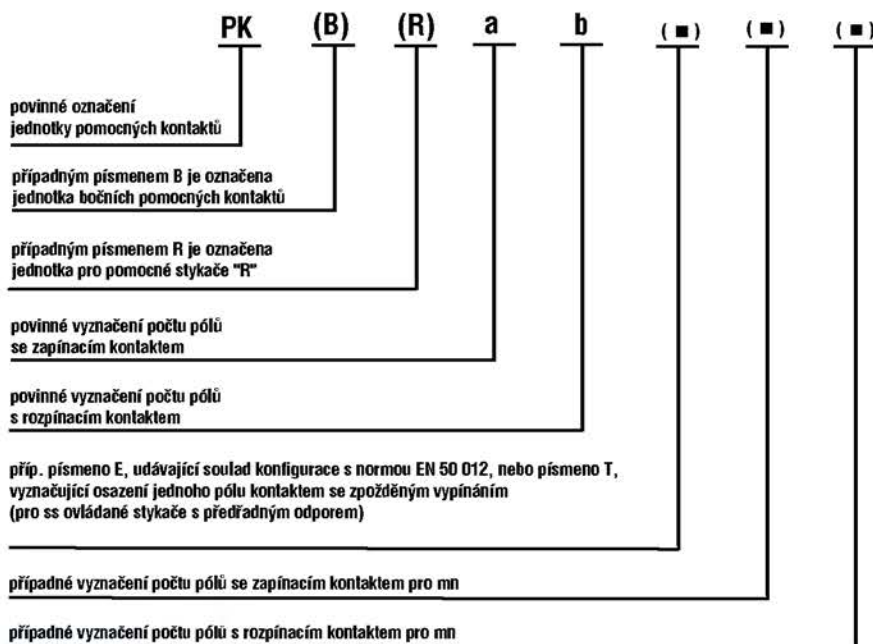 PK (B) (R) a b (■) (■) (■)
povinné označení
jednotky pomocných kontaktů
případným písmenem B je označena
jednotka bočních pomocných kontaktů
případným písmenem R je označena
jednotka pro pomocné stykače "R"
povinné vyznačení počtu pólů
se zapínacím kontaktem
povinné vyznačení počtu pólů
s rozpínacím kontaktem
příp. písmeno E, udávající soulad konfigurace s normou EN 50 012, nebo písmeno T,
vyznačující osazení jednoho pólu kontaktem se zpožděným vypínáním
(pro ss ovládané stykače s předřadným odporem)
případné vyznačení počtu pólů se zapínacím kontaktem pro mn
případné vyznačení počtu pólů s rozpínacím kontaktem pro mn